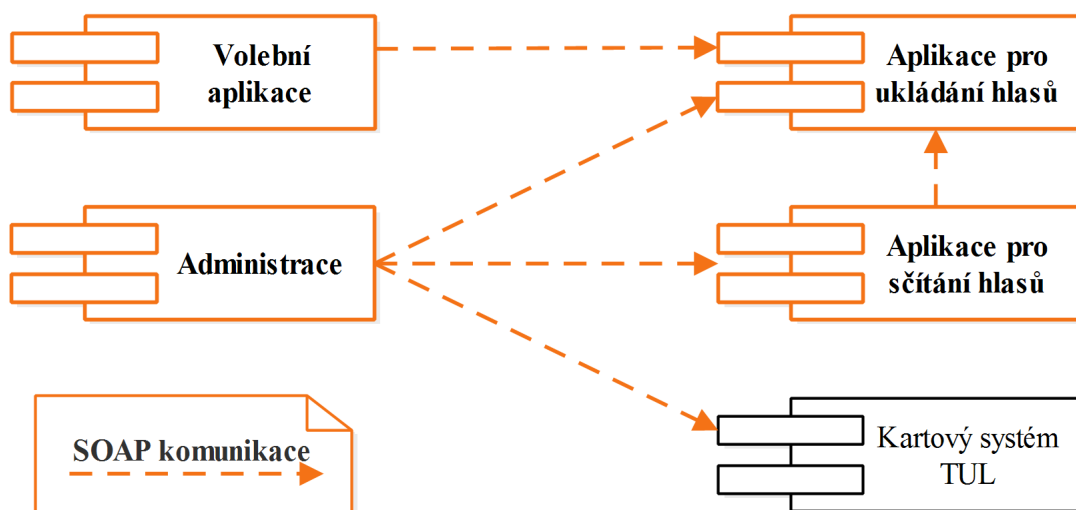 Volební
aplikace
Aplikace pro
ukládání hlasů
Administrace
Aplikace pro
sčítání hlasů
SOAP komunikace
Kartový systém
TUL